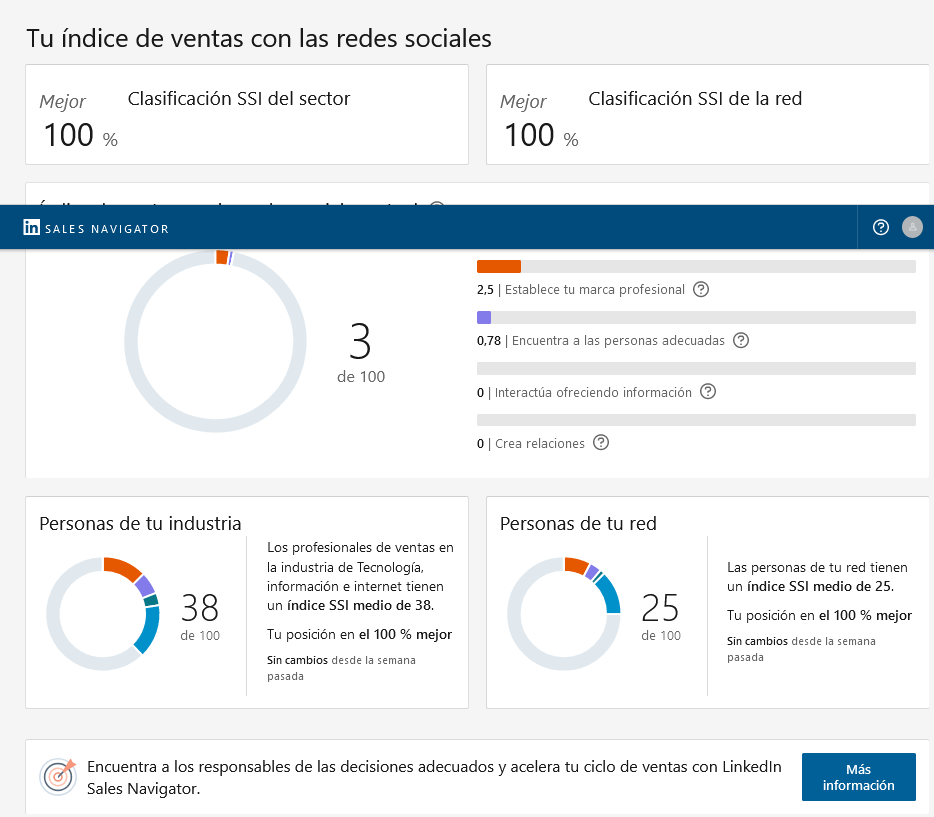 Tu índice de ventas con las redes sociales
Mejor
100 %
Clasificación SSI del sector
Mejor
100 %
Clasificación SSI de la red
in SALES NAVIGATOR
3
de 100
2,5 | Establece tu marca profesional
0,78 | Encuentra a las personas adecuadas
0 | Interactúa ofreciendo información
0 | Crea relaciones
Personas de tu industria
38
de 100
Los profesionales de ventas en
la industria de Tecnología,
información e internet tienen
un índice SSI medio de 38.
Tu posición en el 100 % mejor
Sin cambios desde la semana
pasada
Personas de tu red
25
de 100
Las personas de tu red tienen
un índice SSI medio de 25.
Tu posición en el 100 % mejor
Sin cambios desde la semana
pasada
Encuentra a los responsables de las decisiones adecuados y acelera tu ciclo de ventas con LinkedIn
Sales Navigator.
Más
información